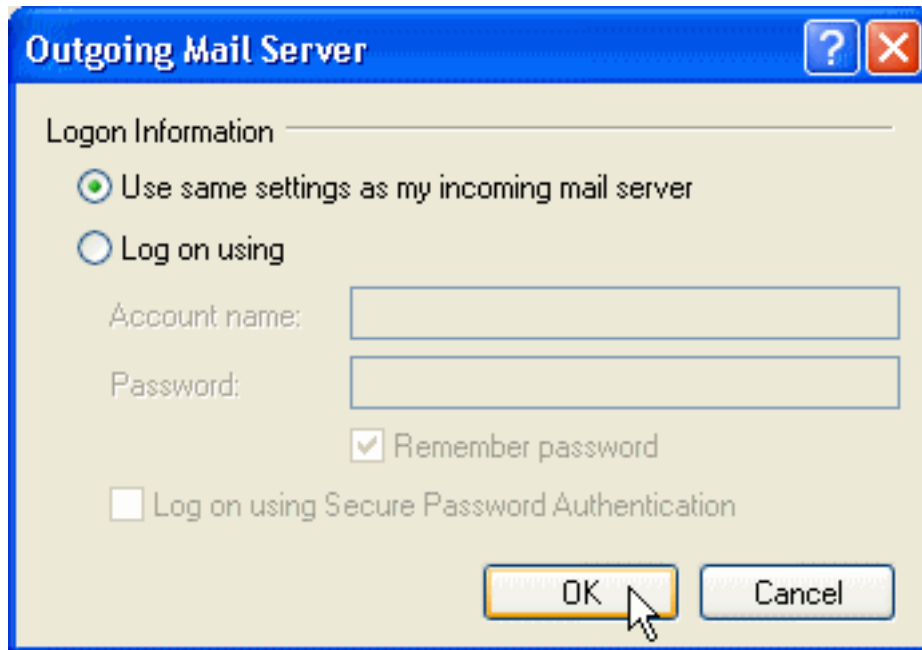 Outgoing Mail Server
Logon Information
Use same settings as my incoming mail server
Log on using
Account name:
Password:
Remember password
Log on using Secure Password Authentication
OK Cancel